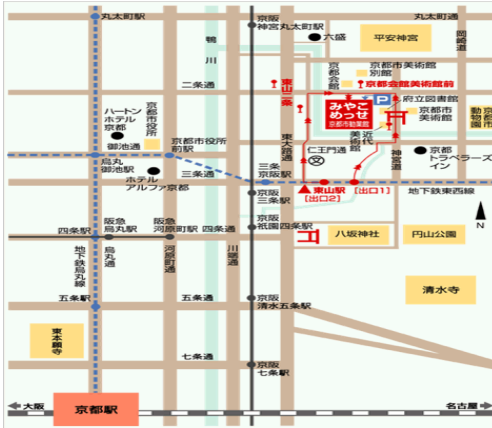 丸太町駅
京阪
神宮丸太町駅
丸太町通
鴨川
六盛
平安神宮
岡崎道
京都市美術館
別館
京都会館
京都会館美術館前
東山二条
二条通
P
府立図書館
みやこ
めっせ
京都市勧業館
京都市
美術館
京都市
動物園
近代
美術館
ハートン
ホテル
京都
京都市役所
御池通
京都市役所
前駅
東大路通
仁王門通
神宮道
京都
トラベラーズ
イン
烏丸
御池駅
三条通
三条
京阪駅
ホテル
アルファ京都
東山駅
[出口2]
[出口1]
地下鉄東西線
京阪
三条駅
N
阪急
烏丸駅
阪急
河原町駅
四条駅
四条通
京阪
祇園四条駅
八坂神社
円山公園
地下鉄烏丸線
烏丸通
河原町通
川端通
清水寺
五条駅
五条通
京阪
清水五条駅
東本願寺
七条通
京阪
七条駅
大阪
京都駅
名古屋